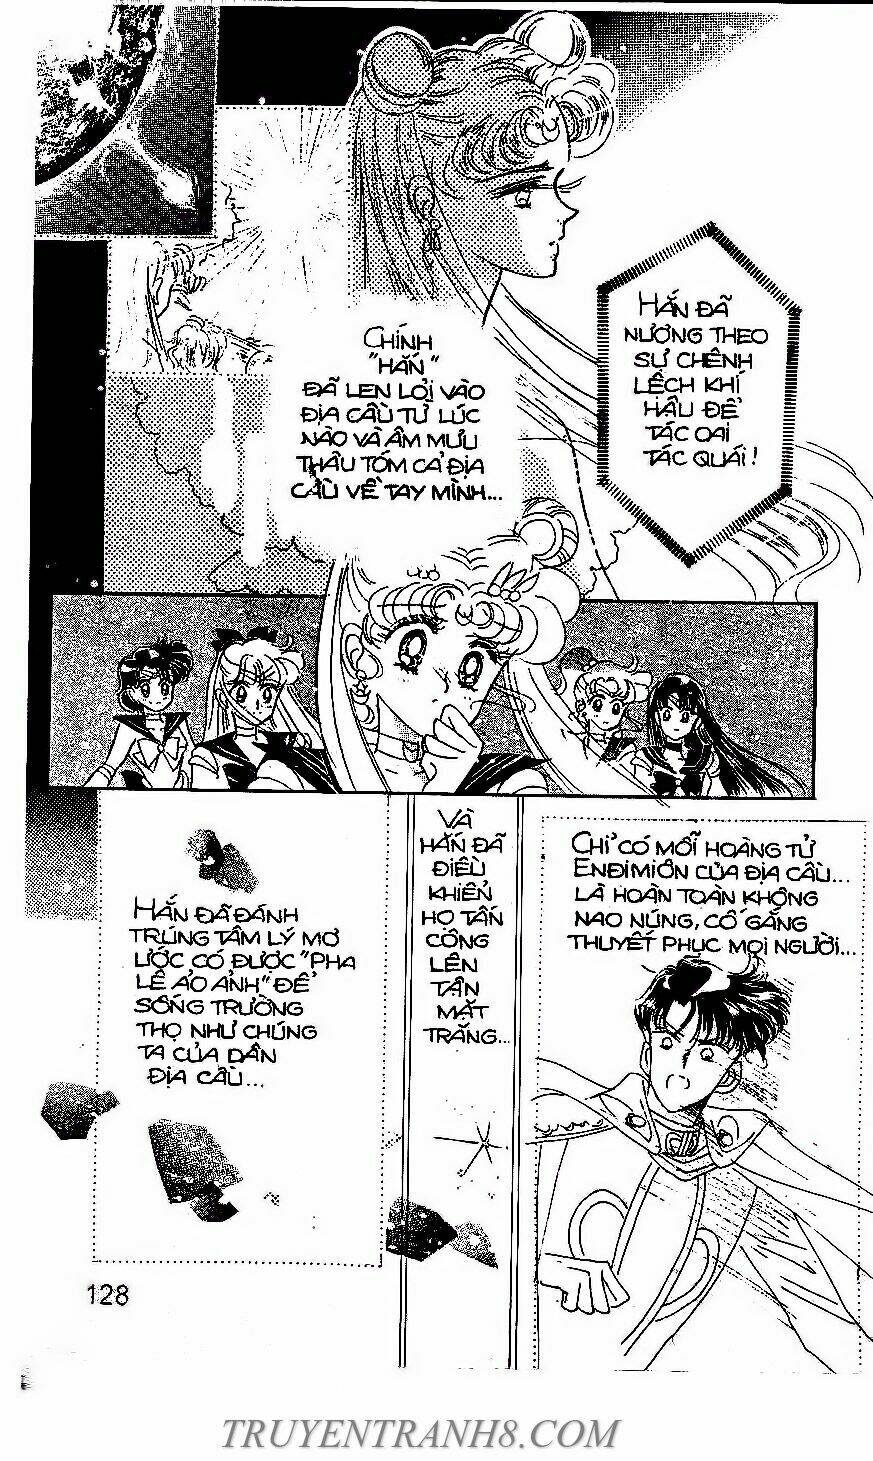 HẮN ĐÃ
NƯƠNG THEO
SỰ CHÊNH
LỆCH KHÍ
HẬU ĐỂ
TÁC OAI
TÁC QUÁI!
CHÍNH
"HẮN"
ĐÃ LEN LỎI VÀO
ĐỊA CẦU TỪ LÚC
NÀO VÀ ÂM MƯU
THÂU TÓM CẢ ĐỊA
CẦU VỀ TAY MÌNH...
HẮN ĐÃ ĐÁNH
TRÚNG TÂM LÝ MƠ
ƯỚC CÓ ĐƯỢC "PHA
LÊ ẢO ẢNH" ĐỂ
SỐNG TRƯỜNG
THỌ NHƯ CHÚNG
TA CỦA DÂN
ĐỊA CẦU...
VÀ
HẮN ĐÃ
ĐIỀU
KHIỂN
HỌ TẤN
CÔNG
LÊN
TẬN
MẶT
TRĂNG...
CHỈ CÓ MỖI HOÀNG TỬ
ENĐIMIÔN CỦA ĐỊA CẦU...
LÀ HOÀN TOÀN KHÔNG
NAO NÚNG, CỐ GẮNG
THUYẾT PHỤC MỌI NGƯỜI...
128
TRUYENTRANH8.COM